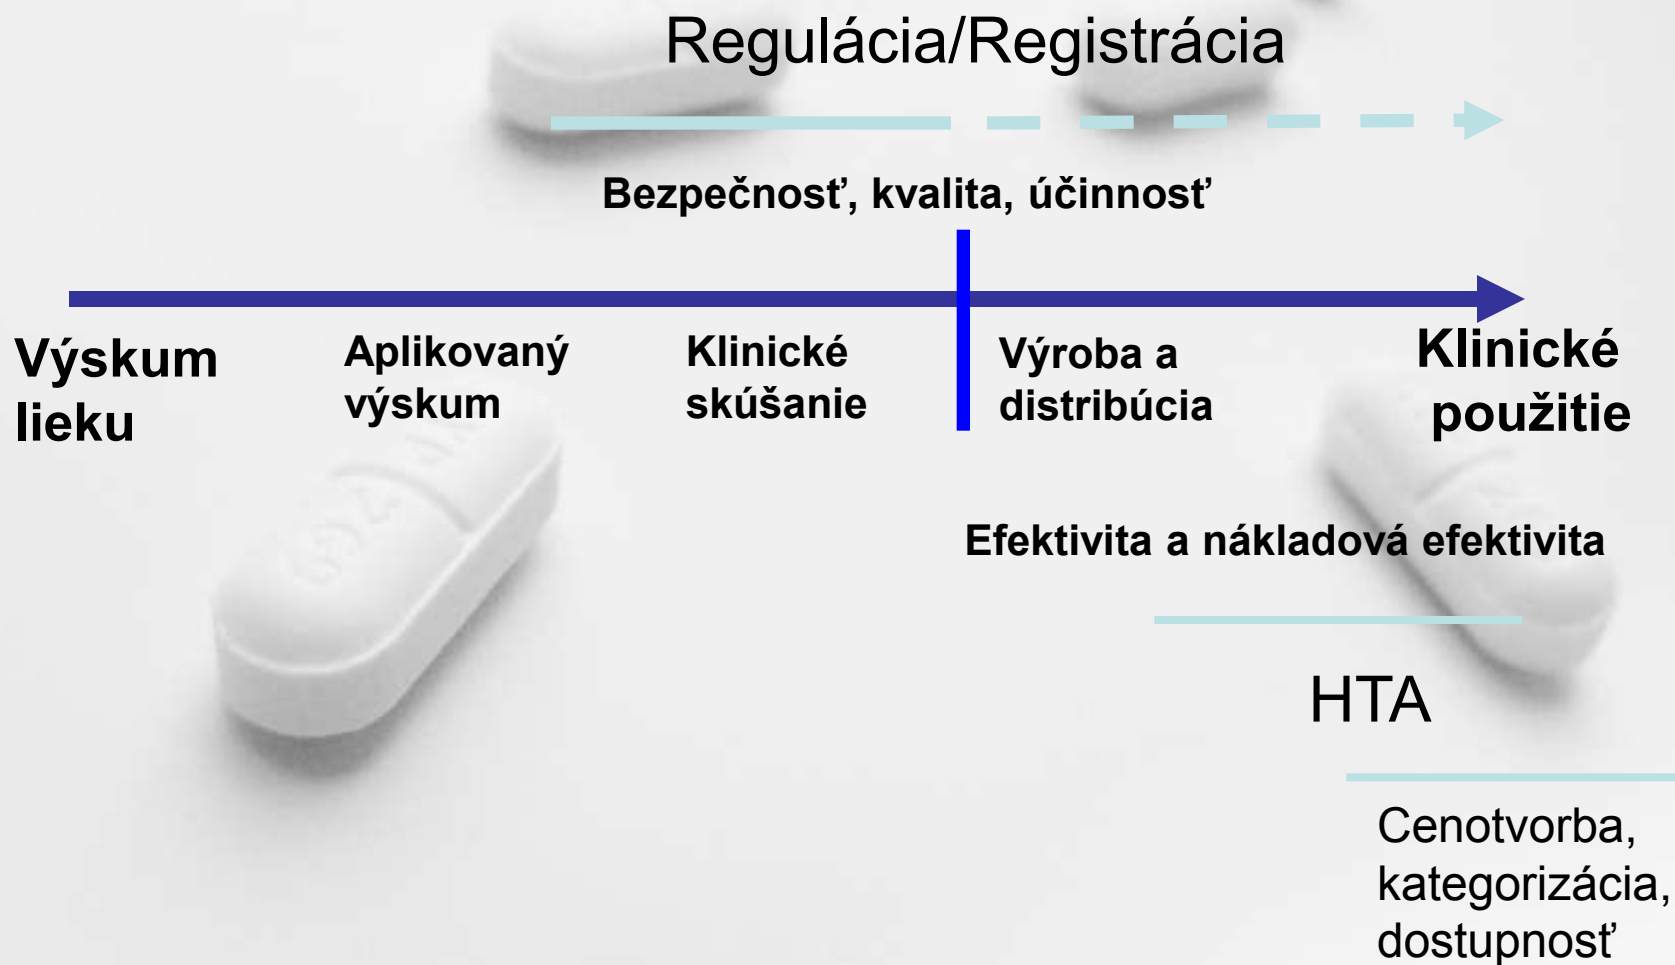 Regulácia/Registrácia
Bezpečnosť, kvalita, účinnosť
Výskum
lieku
Aplikovaný
výskum
Klinické
skúšanie
Výroba a
distribúcia
Klinické
použitie
Efektivita a nákladová efektivita
HTA
Cenotvorba,
kategorizácia,
dostupnosť